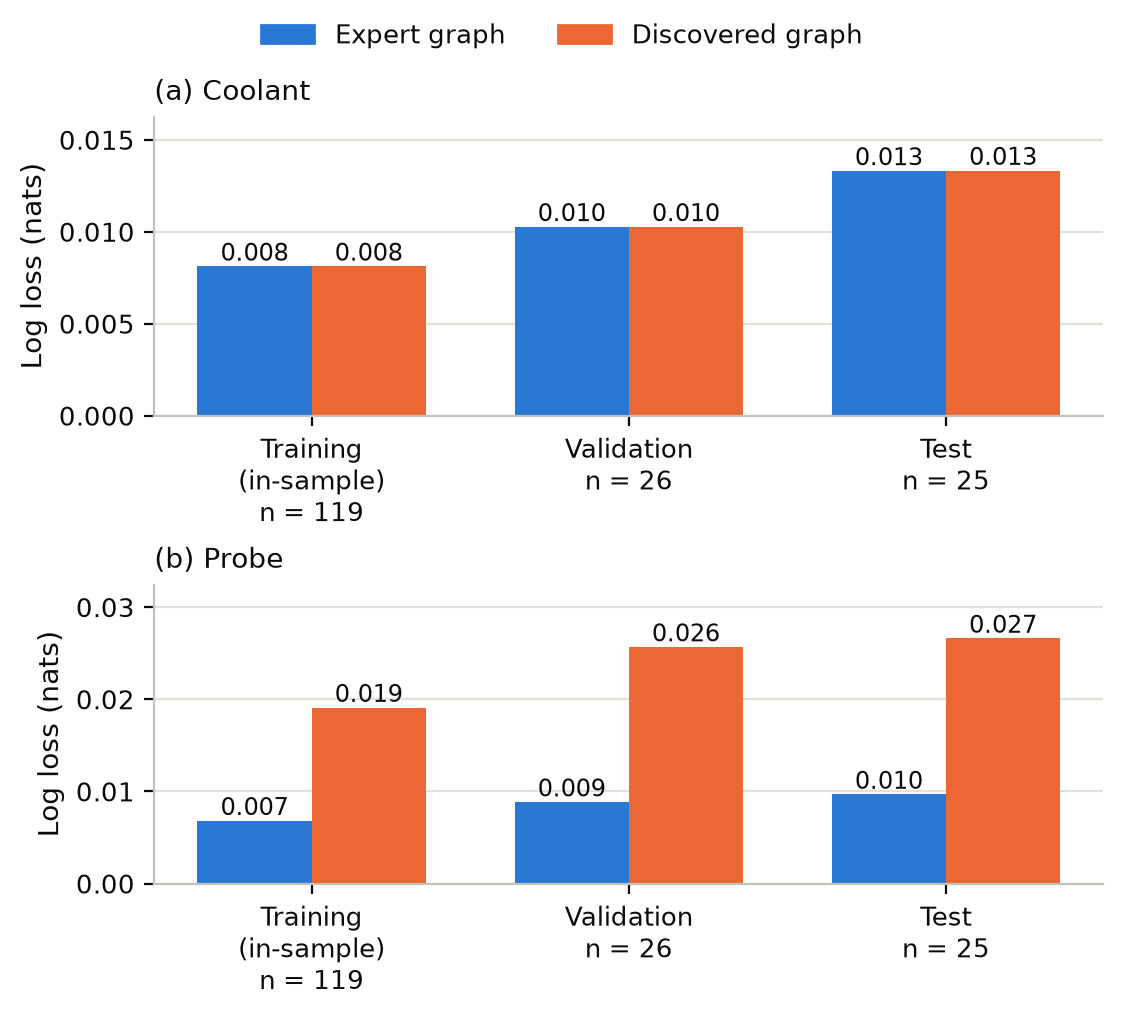 Expert graph Discovered graph
(a) Coolant
Log loss (nats)
0.015
0.010
0.005
0.000
0.008 0.008
0.010 0.010
0.013 0.013
Training
(in-sample)
n = 119
Validation
n = 26
Test
n = 25
(b) Probe
Log loss (nats)
0.03
0.02
0.01
0.00
0.007 0.019
0.009 0.026
0.010 0.027
Training
(in-sample)
n = 119
Validation
n = 26
Test
n = 25